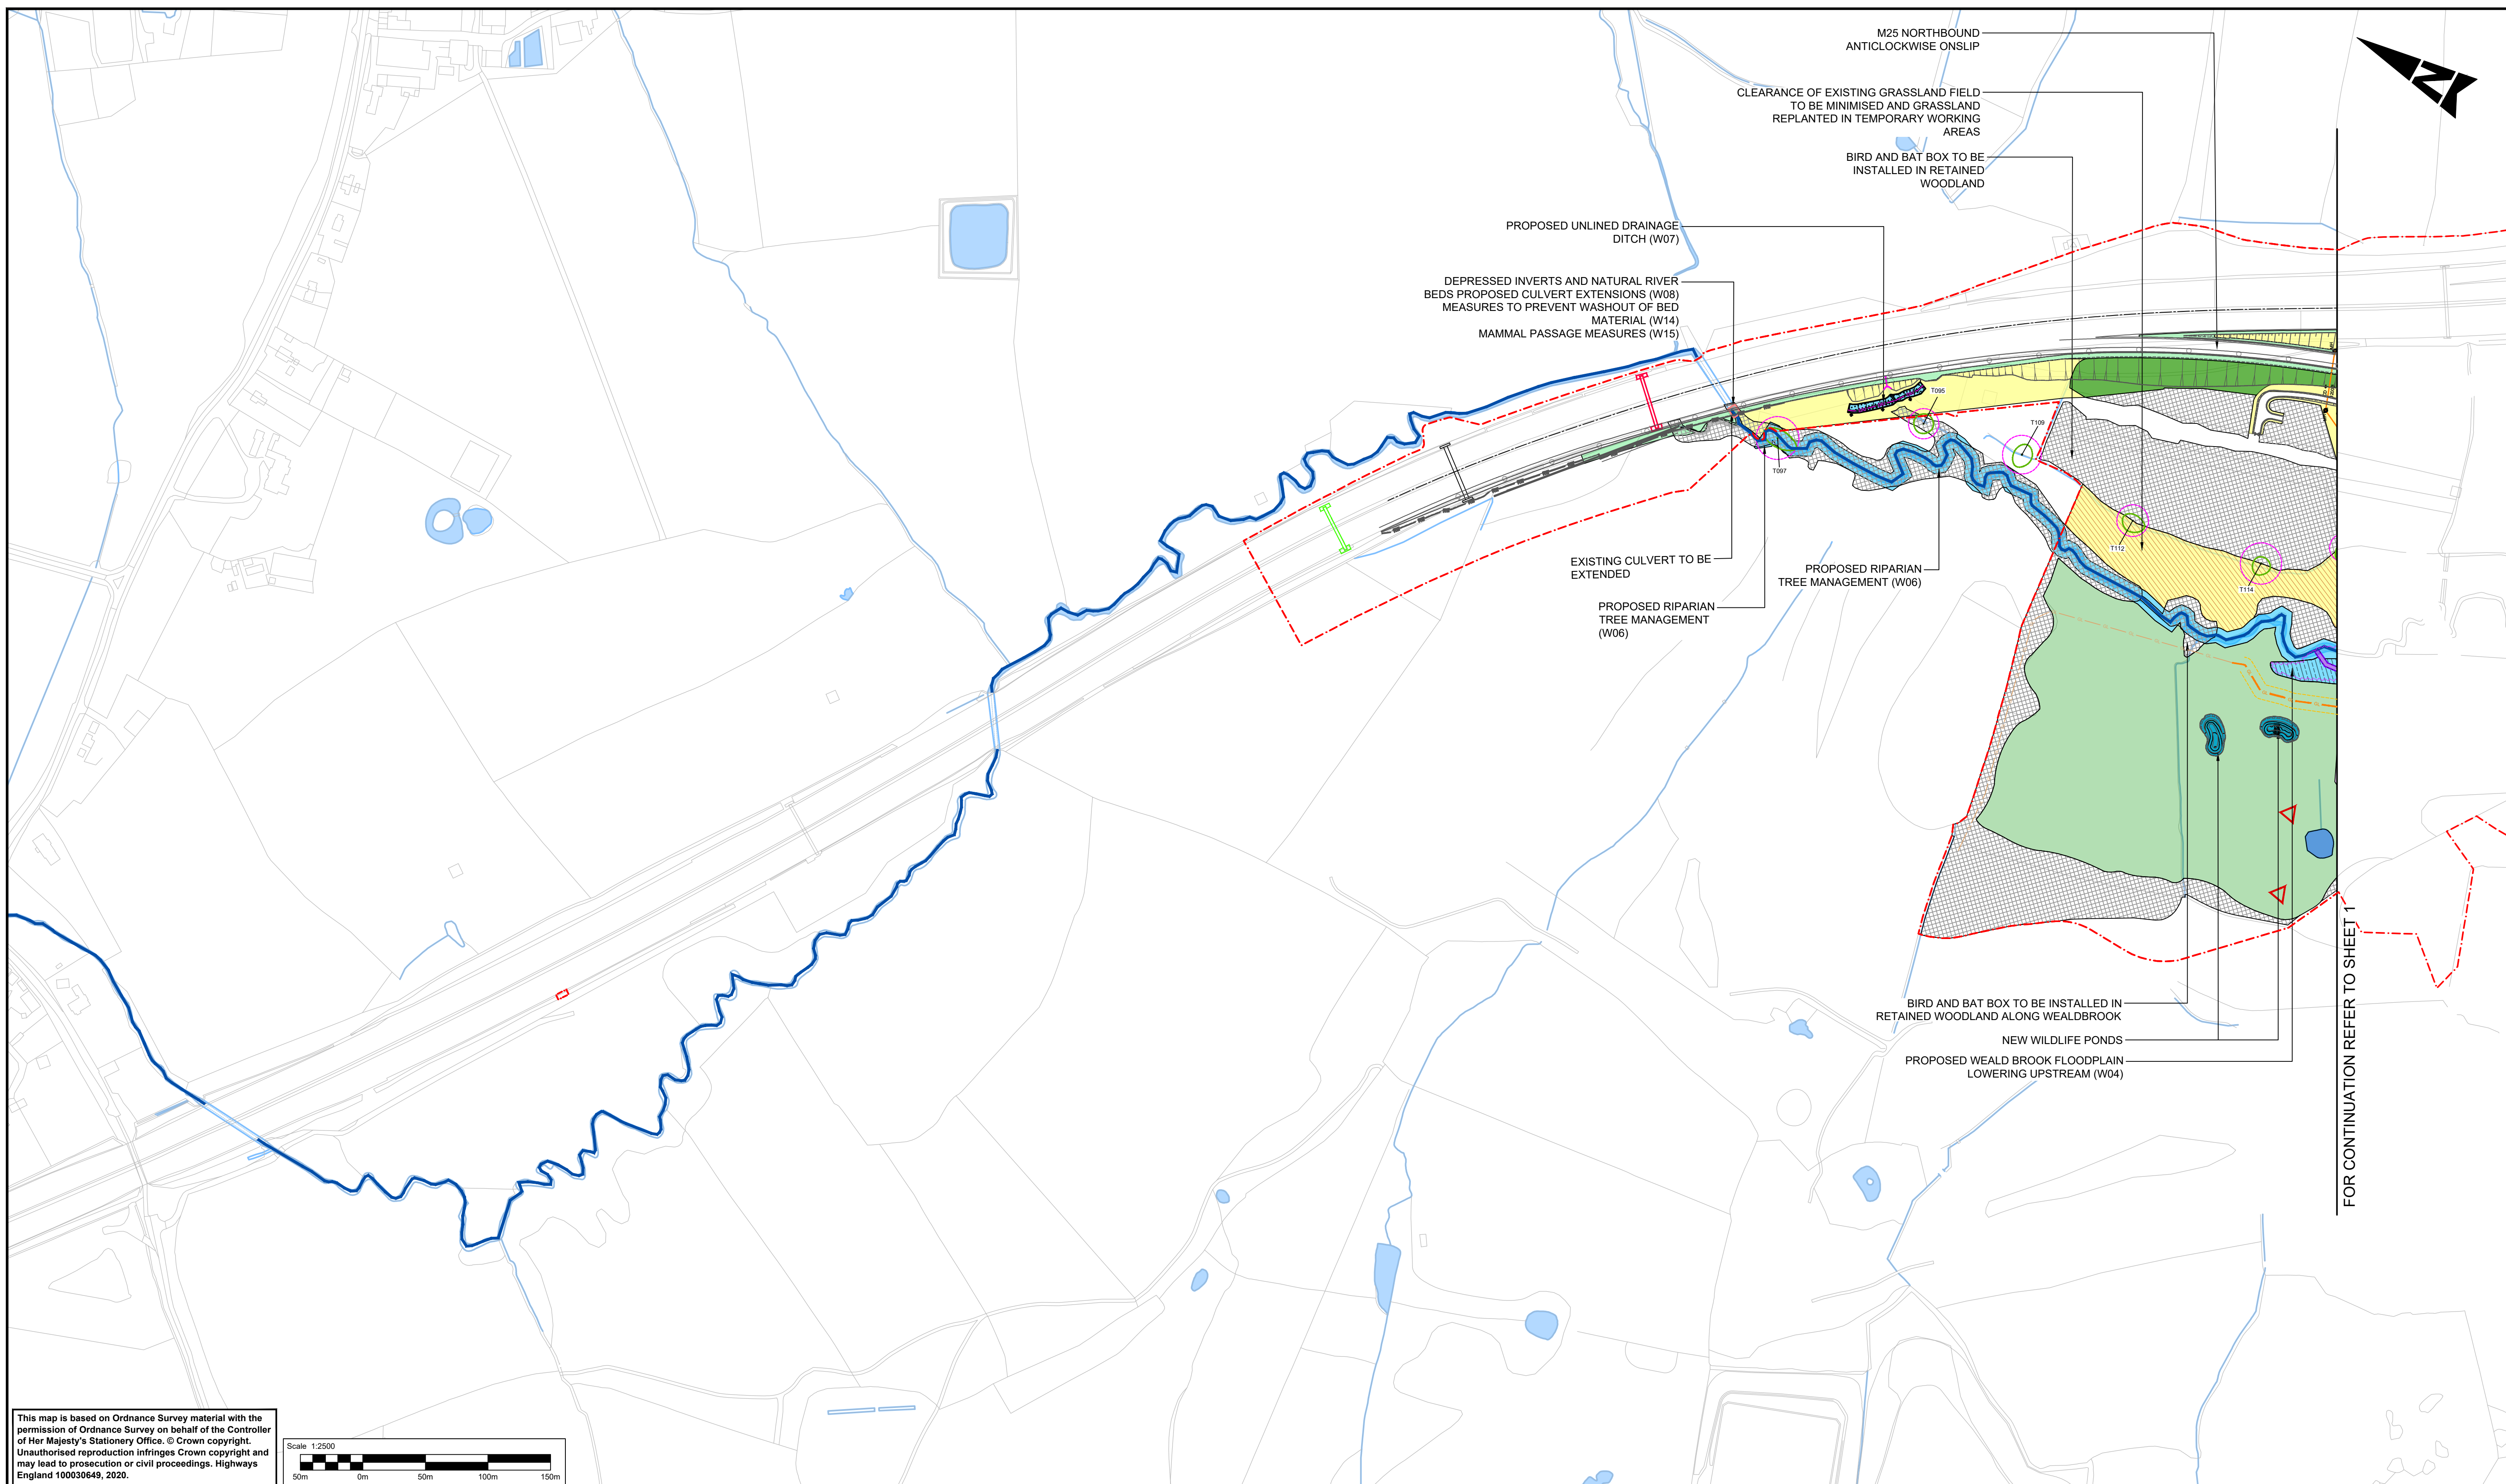 M25 NORTHBOUND
ANTICLOCKWISE ONSLIP
N
CLEARANCE OF EXISTING GRASSLAND FIELD
TO BE MINIMISED AND GRASSLAND
REPLANTED IN TEMPORARY WORKING
AREAS
BIRD AND BAT BOX TO BE
INSTALLED IN RETAINED
WOODLAND
PROPOSED UNLINED DRAINAGE
DITCH (W07)
DEPRESSED INVERTS AND NATURAL RIVER
BEDS PROPOSED CULVERT EXTENSIONS (W08)
MEASURES TO PREVENT WASHOUT OF BED
MATERIAL (W14)
MAMMAL PASSAGE MEASURES (W15)
T095
T109
T097
T112
T114
EXISTING CULVERT TO BE
EXTENDED
PROPOSED RIPARIAN
TREE MANAGEMENT (W06)
PROPOSED RIPARIAN
TREE MANAGEMENT
(W06)
BIRD AND BAT BOX TO BE INSTALLED IN
RETAINED WOODLAND ALONG WEALDBROOK
NEW WILDLIFE PONDS
PROPOSED WEALD BROOK FLOODPLAIN
LOWERING UPSTREAM (W04)
FOR CONTINUATION REFER TO SHEET 1
This map is based on Ordnance Survey material with the
permission of Ordnance Survey on behalf of the Controller
of Her Majesty's Stationery Office. © Crown copyright.
Unauthorised reproduction infringes Crown copyright and
may lead to prosecution or civil proceedings. Highways
England 100030649, 2020.
Scale 1:2500
50m 0m 50m 100m 150m